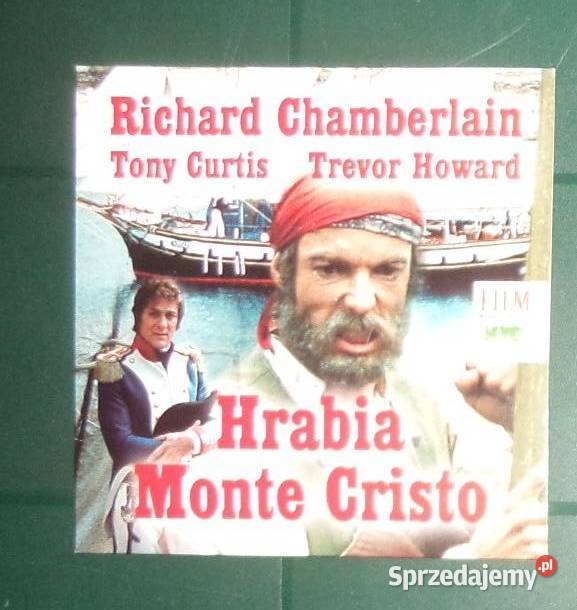 Richard Chamberlain
Tony Curtis Trevor Howard
FILM
Hrabia
Monte Cristo
Sprzedajemy.pl